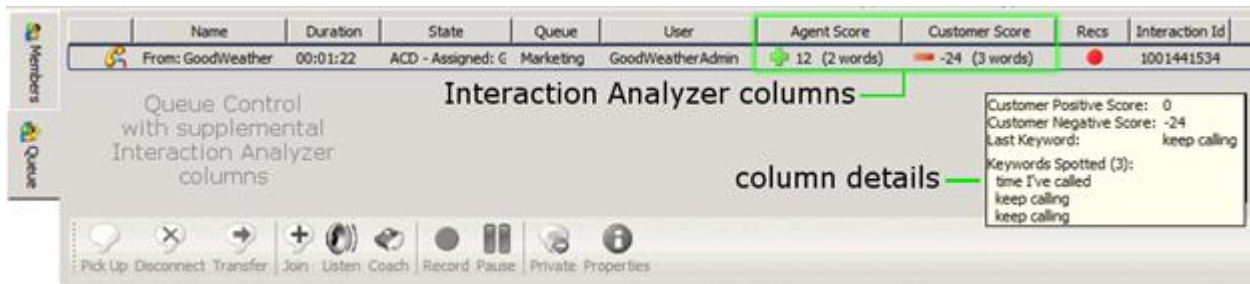 Members
Queue
Name Duration State Queue User Agent Score Customer Score Recs Interaction Id
From: GoodWeather 00:01:22 ACD - Assigned: G Marketing GoodWeatherAdmin 12 (2 words) -24 (3 words) 1001441534
Interaction Analyzer columns
Queue Control
with supplemental
Interaction Analyzer
columns
column details
Customer Positive Score: 0
Customer Negative Score: -24
Last Keyword: keep calling
Keywords Spotted (3):
time I've called
keep calling
keep calling
Pick Up Disconnect Transfer Join Listen Coach Record Pause Private Properties